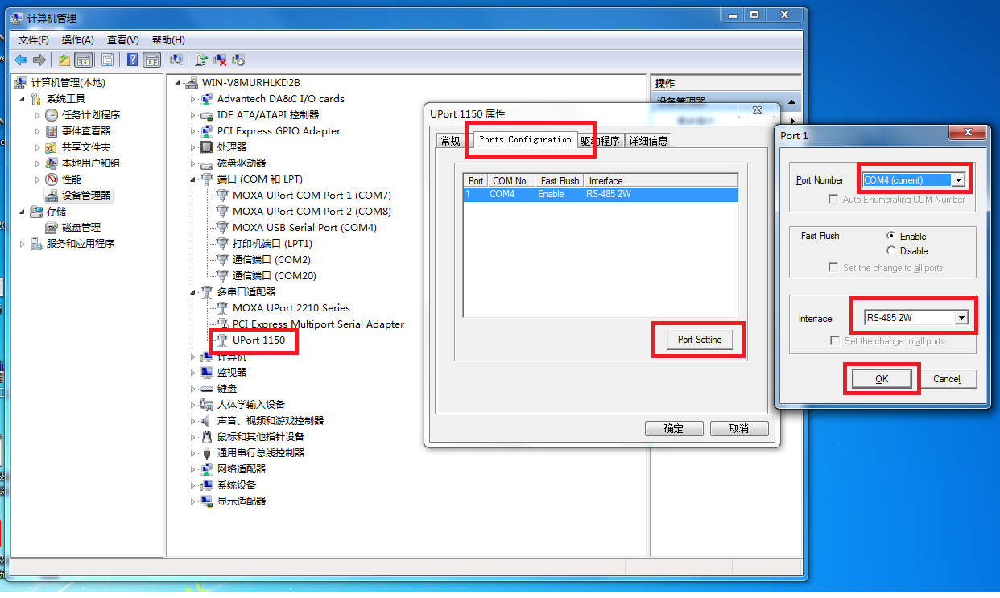 计算机管理
文件(F) 操作(A) 查看(V) 帮助(H)
计算机管理(本地)
系统工具
任务计划程序
事件查看器
共享文件夹
本地用户和组
性能
设备管理器
存储
磁盘管理
服务和应用程序
WIN-V8MURHLKD2B
Advantech DA&C I/O cards
IDE ATA/ATAPI 控制器
PCI Express GPIO Adapter
处理器
磁盘驱动器
端口 (COM 和 LPT)
MOXA UPort COM Port 1 (COM7)
MOXA UPort COM Port 2 (COM8)
MOXA USB Serial Port (COM4)
打印机端口 (LPT1)
通信端口 (COM2)
通信端口 (COM20)
多串口适配器
MOXA UPort 2210 Series
PCI Express Multiport Serial Adapter
UPort 1150
计算机
监视器
键盘
人体学输入设备
声音、视频和游戏控制器
鼠标和其他指针设备
通用串行总线控制器
网络适配器
系统设备
显示适配器
操作
设备管理器
UPort 1150 属性
常规 Ports Configuration 驱动程序 详细信息
Port COM No. Fast Flush Interface
1 COM4 Enable RS-485 2W
Port Setting
确定 取消
Port 1
Port Number COM4 (current)
Auto Enumerating COM Number
Fast Flush Enable
Disable
Set the change to all ports
Interface RS-485 2W
Set the change to all ports
OK Cancel